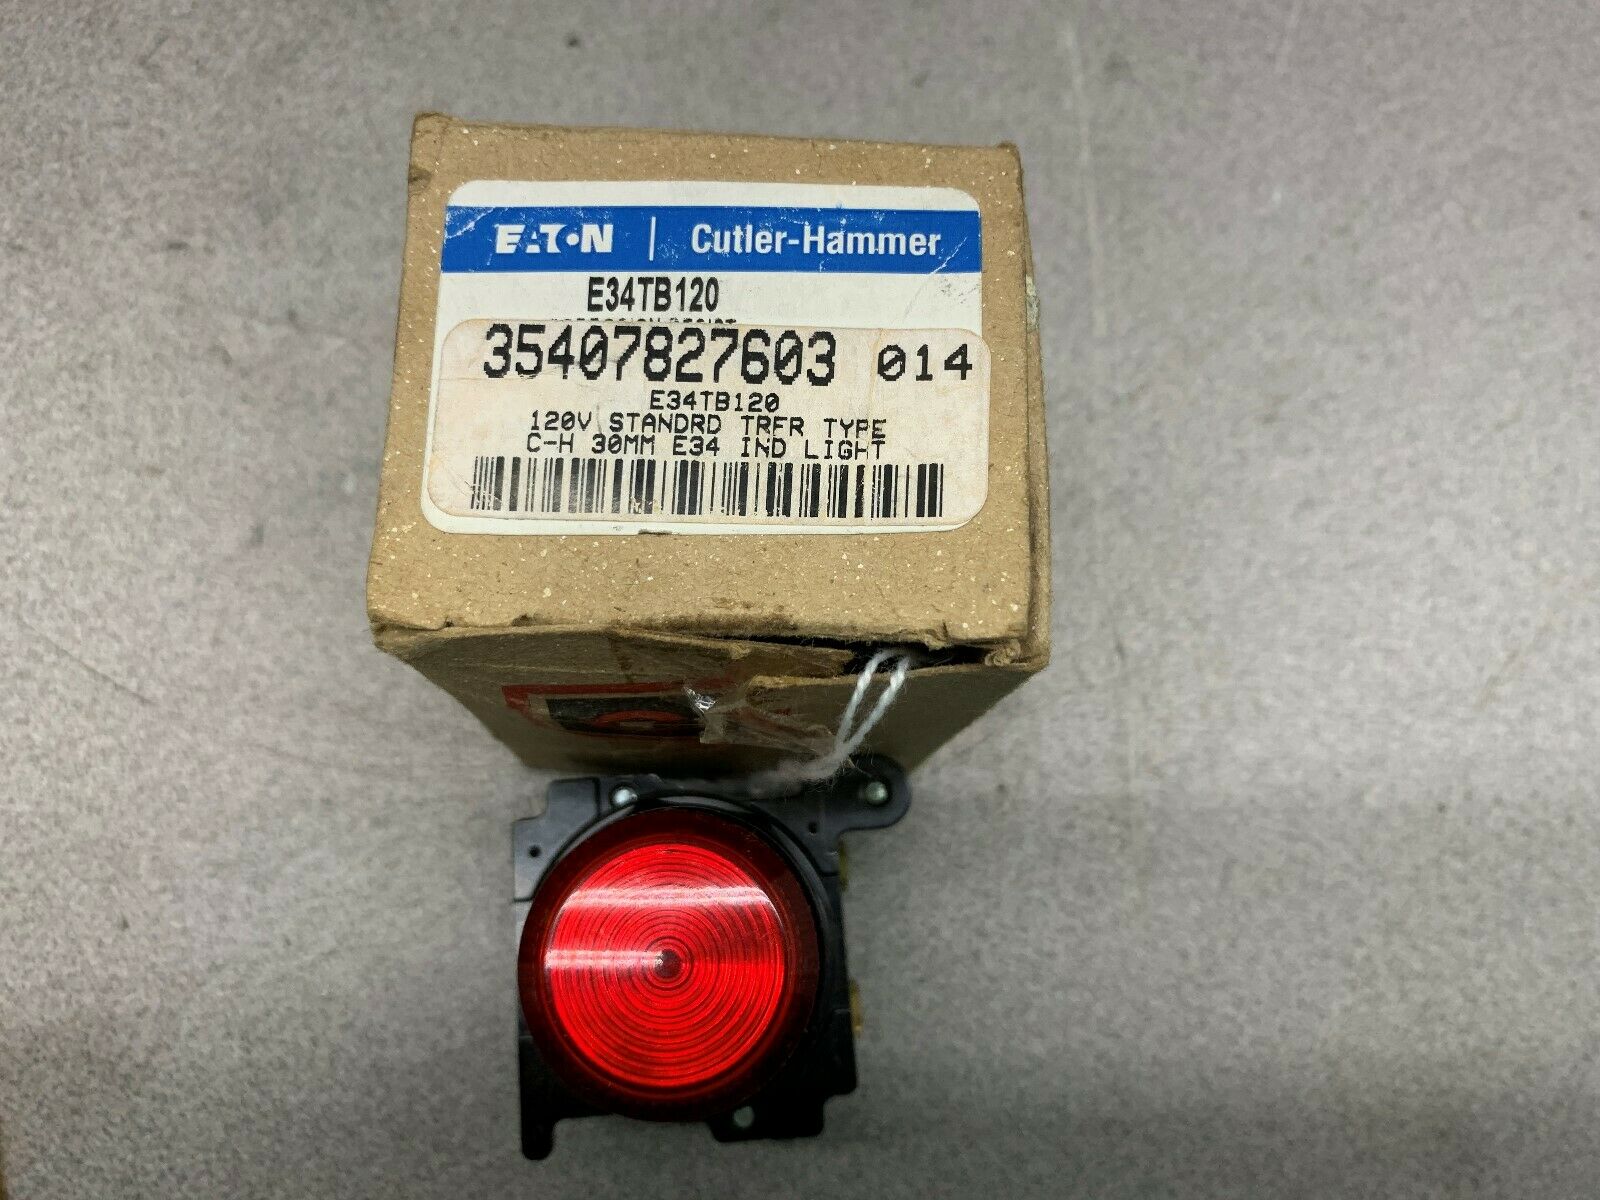 EATON | Cutler-Hammer
E34TB120
35407827603 014
E34TB120
120V STANDRD TRFR TYPE
C-H 30MM E34 IND LIGHT